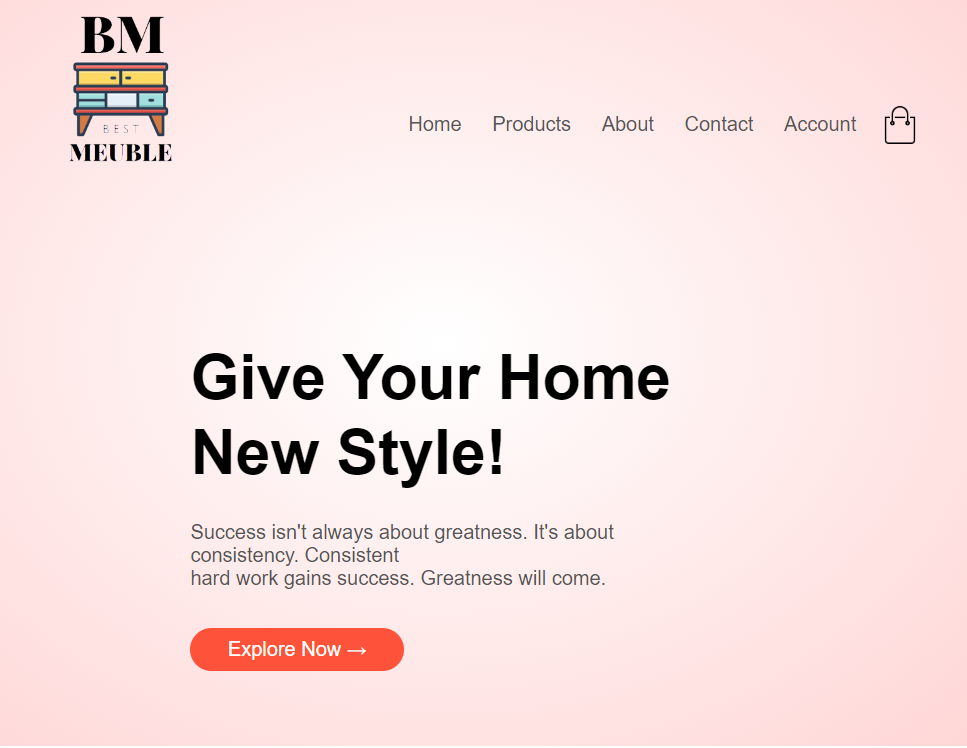 BM
BEST
MEUBLE
Home Products About Contact Account
Give Your Home
New Style!
Success isn't always about greatness. It's about
consistency. Consistent
hard work gains success. Greatness will come.
Explore Now →